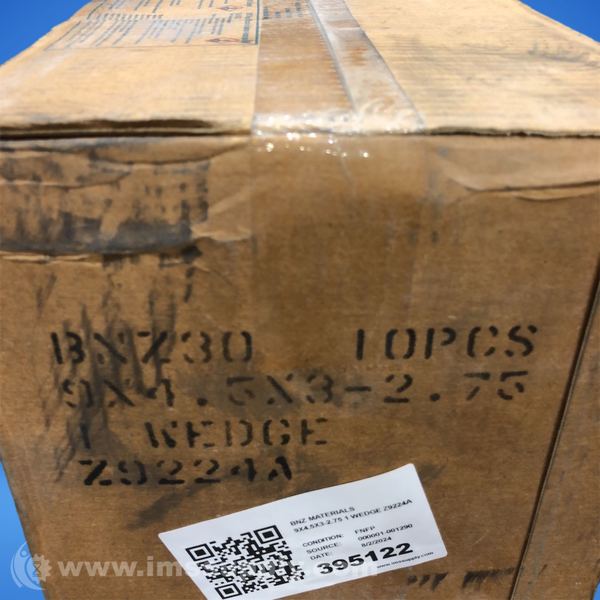 BNZ30 10PCS
9X4.5X3-2.75
1 WEDGE
Z9224A
BNZ MATERIALS
9X4.5X3-2.75 1 WEDGE Z9224A
CONDITION: FNFP
SOURCE: 000001-001290
DATE: 8/2/2024
395122
www.imssupply.com